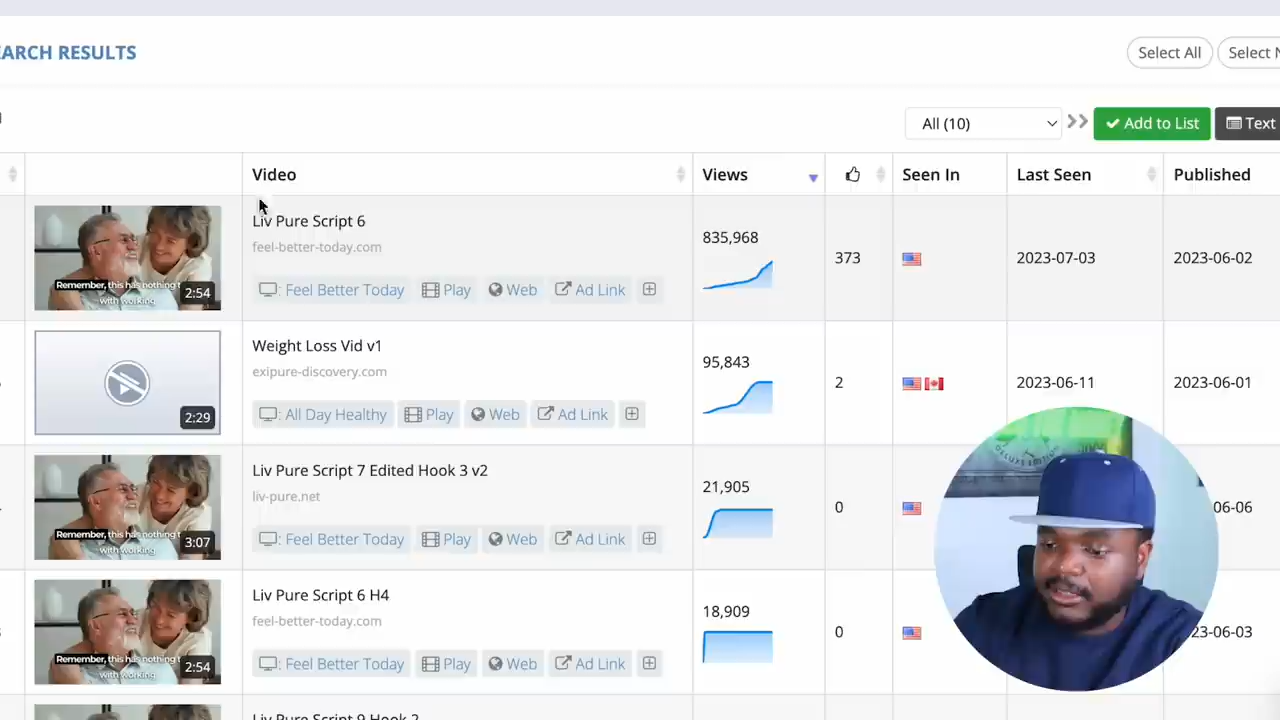 EARCH RESULTS
Select All
Select N
All (10)
Add to List
Text
Video
Views
Seen In
Last Seen
Published
Remember, this has nothing t
with working
2:54
Liv Pure Script 6
feel-better-today.com
: Feel Better Today
Play
Web
Ad Link
835,968
373
2023-07-03
2023-06-02
2:29
Weight Loss Vid v1
exipure-discovery.com
: All Day Healthy
Play
Web
Ad Link
95,843
2
2023-06-11
2023-06-01
Remember, this has nothing t
with working
3:07
Liv Pure Script 7 Edited Hook 3 v2
liv-pure.net
: Feel Better Today
Play
Web
Ad Link
21,905
0
06-06
Remember, this has nothing t
with working
2:54
Liv Pure Script 6 H4
feel-better-today.com
: Feel Better Today
Play
Web
Ad Link
18,909
0
23-06-03
Liv Pure Script 9 Hook 2